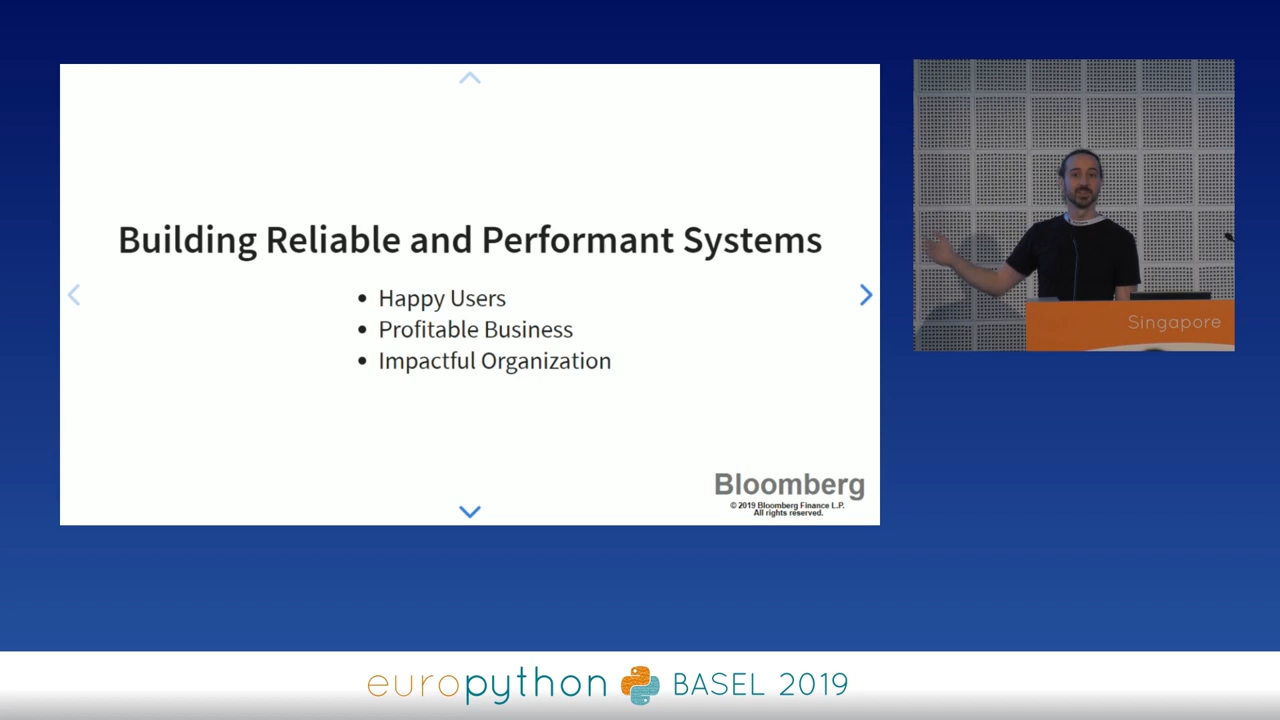 Building Reliable and Performant Systems
• Happy Users
• Profitable Business
• Impactful Organization
Bloomberg
© 2019 Bloomberg Finance L.P.
All rights reserved.
Singapore
europython BASEL 2019